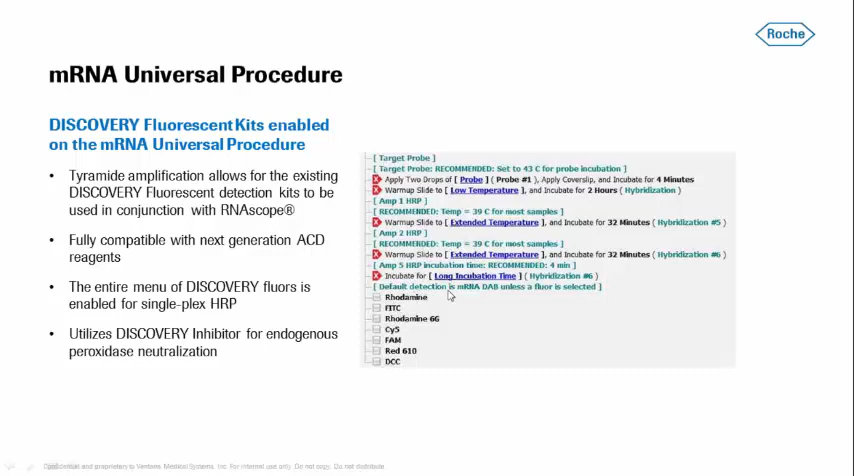 Roche
mRNA Universal Procedure
DISCOVERY Fluorescent Kits enabled
on the mRNA Universal Procedure
• Tyramide amplification allows for the existing
DISCOVERY Fluorescent detection kits to be
used in conjunction with RNAscope®
• Fully compatible with next generation ACD
reagents
• The entire menu of DISCOVERY fluors is
enabled for single-plex HRP
• Utilizes DISCOVERY Inhibitor for endogenous
peroxidase neutralization
[ Target Probe ]
[ Target Probe: RECOMMENDED: Set to 43 C for probe incubation ]
Apply Two Drops of [ Probe ] ( Probe #1 ), Apply Coverslip, and Incubate for 4 Minutes
Warmup Slide to [ Low Temperature ], and Incubate for 2 Hours ( Hybridization )
[ Amp 1 HRP ]
[ RECOMMENDED: Temp = 39 C for most samples ]
Warmup Slide to [ Extended Temperature ], and Incubate for 32 Minutes ( Hybridization #5 )
[ Amp 2 HRP ]
[ RECOMMENDED: Temp = 39 C for most samples ]
Warmup Slide to [ Extended Temperature ], and Incubate for 32 Minutes ( Hybridization #6 )
[ Amp 5 HRP incubation time: RECOMMENDED: 4 min ]
Incubate for [ Long Incubation Time ] ( Hybridization #6 )
[ Default detection is mRNA DAB unless a fluor is selected ]
Rhodamine
FITC
Rhodamine 6G
Cy5
FAM
Red 610
DCC
Confidential and proprietary to Ventana Medical Systems, Inc. For internal use only. Do not copy. Do not distribute